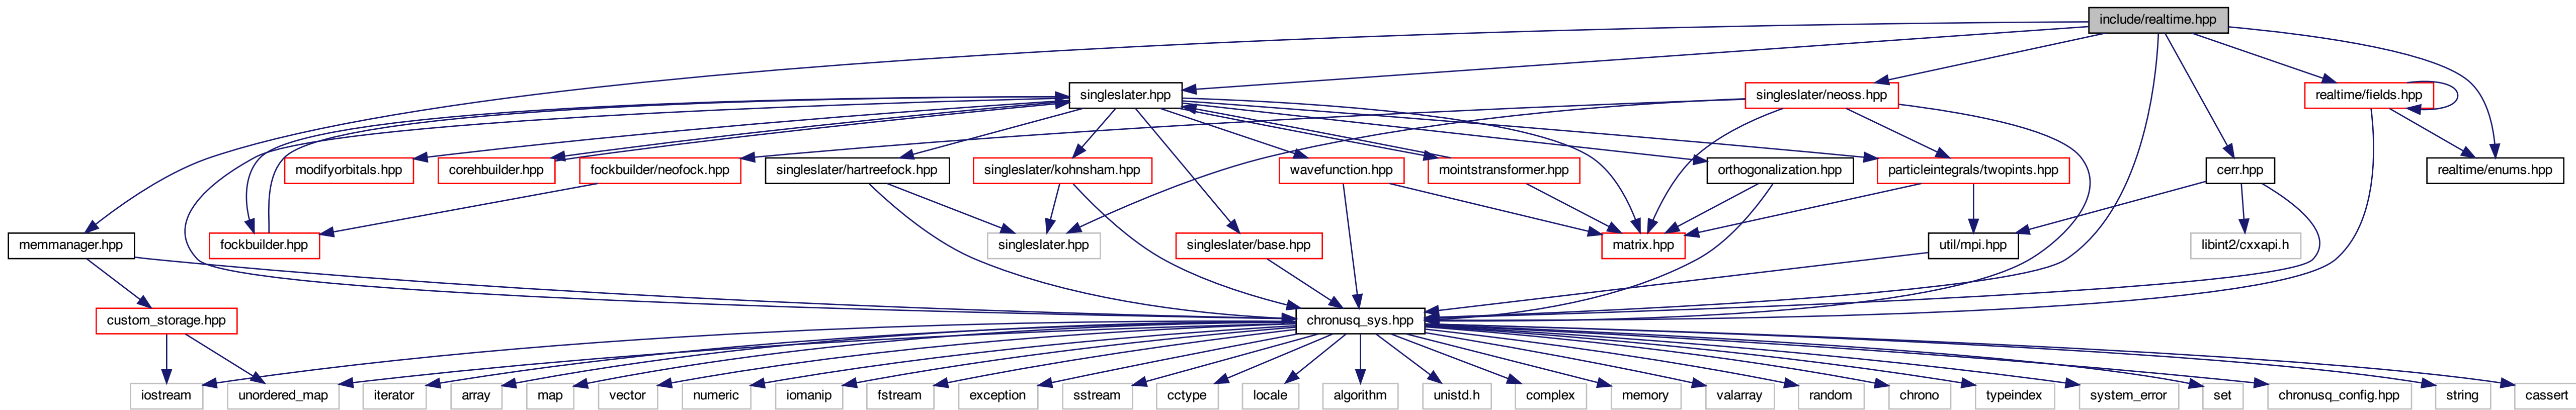 include/realtime.hpp
singleslater.hpp
singleslater/neoss.hpp
realtime/fields.hpp
modifyorbitals.hpp
corehbuilder.hpp
fockbuilder/neofock.hpp
singleslater/hartreefock.hpp
singleslater/kohnsham.hpp
wavefunction.hpp
mointstransformer.hpp
orthogonalization.hpp
particleintegrals/twopints.hpp
cerr.hpp
realtime/enums.hpp
memmanager.hpp
fockbuilder.hpp
singleslater/base.hpp
singleslater.hpp
matrix.hpp
util/mpi.hpp
libint2/cxxapi.h
custom_storage.hpp
chronusq_sys.hpp
iostream
unordered_map
iterator
array
map
vector
numeric
iomanip
fstream
exception
sstream
cctype
locale
algorithm
unistd.h
complex
memory
valarray
random
chrono
typeindex
system_error
set
chronusq_config.hpp
string
cassert